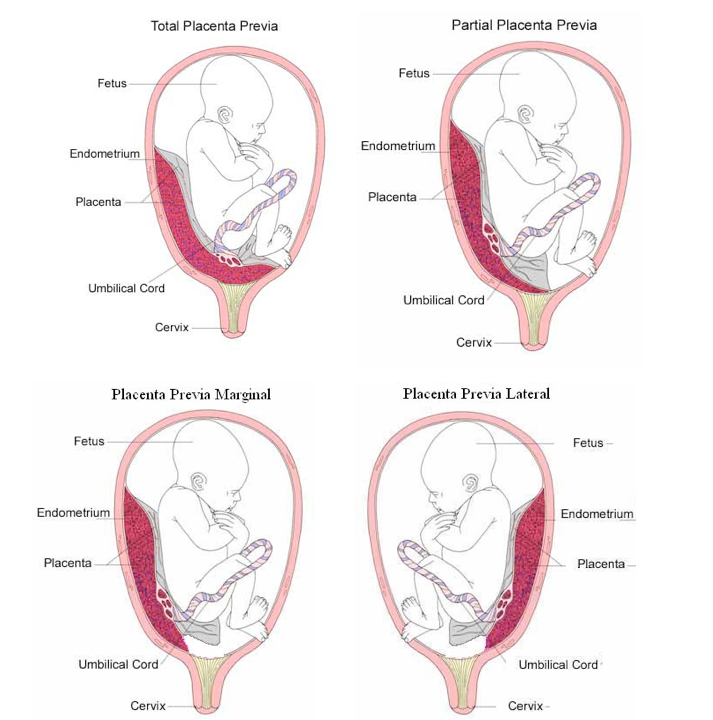 Total Placenta Previa
Fetus
Endometrium
Placenta
Umbilical Cord
Cervix
Partial Placenta Previa
Fetus
Endometrium
Placenta
Umbilical Cord
Cervix
Placenta Previa Marginal
Fetus
Endometrium
Placenta
Umbilical Cord
Cervix
Placenta Previa Lateral
Fetus
Endometrium
Placenta
Umbilical Cord
Cervix